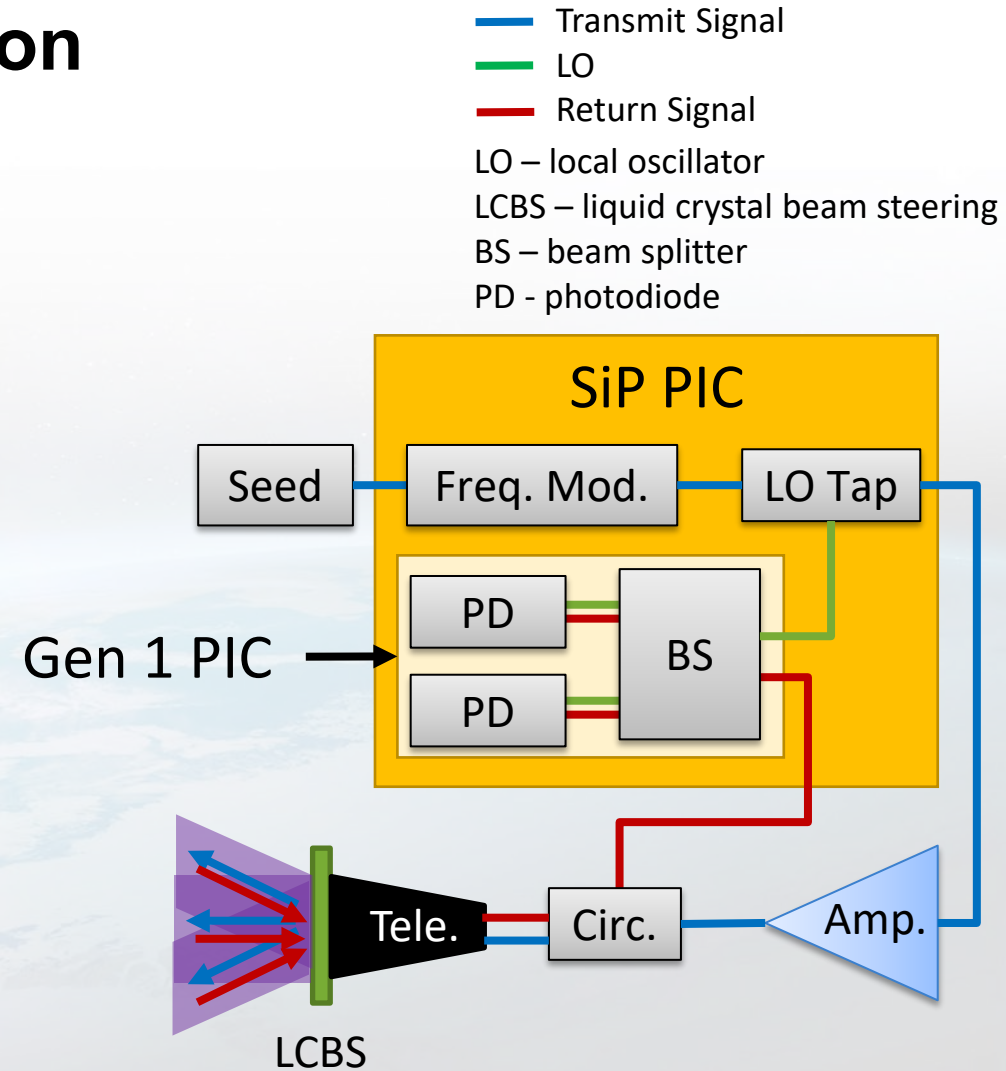 on
Transmit Signal
LO
Return Signal
LO – local oscillator
LCBS – liquid crystal beam steering
BS – beam splitter
PD - photodiode
SiP PIC
Seed
Freq. Mod.
LO Tap
PD
BS
Gen 1 PIC
PD
Tele.
Circ.
Amp.
LCBS